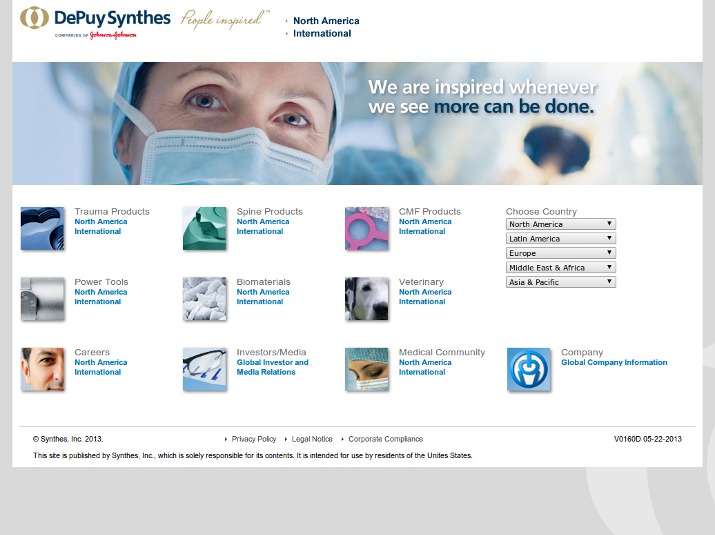 DePuy Synthes People inspired™
COMPANIES OF Johnson & Johnson
North America
International
We are inspired whenever
we see more can be done.
Trauma Products
North America
International
Spine Products
North America
International
CMF Products
North America
International
Choose Country
North America
Latin America
Europe
Middle East & Africa
Asia & Pacific
Power Tools
North America
International
Biomaterials
North America
International
Veterinary
North America
International
Careers
North America
International
Investors/Media
Global Investor and
Media Relations
Medical Community
North America
International
Company
Global Company Information
© Synthes, Inc. 2013. Privacy Policy Legal Notice Corporate Compliance V0160D 05-22-2013
This site is published by Synthes, Inc., which is solely responsible for its contents. It is intended for use by residents of the Unites States.